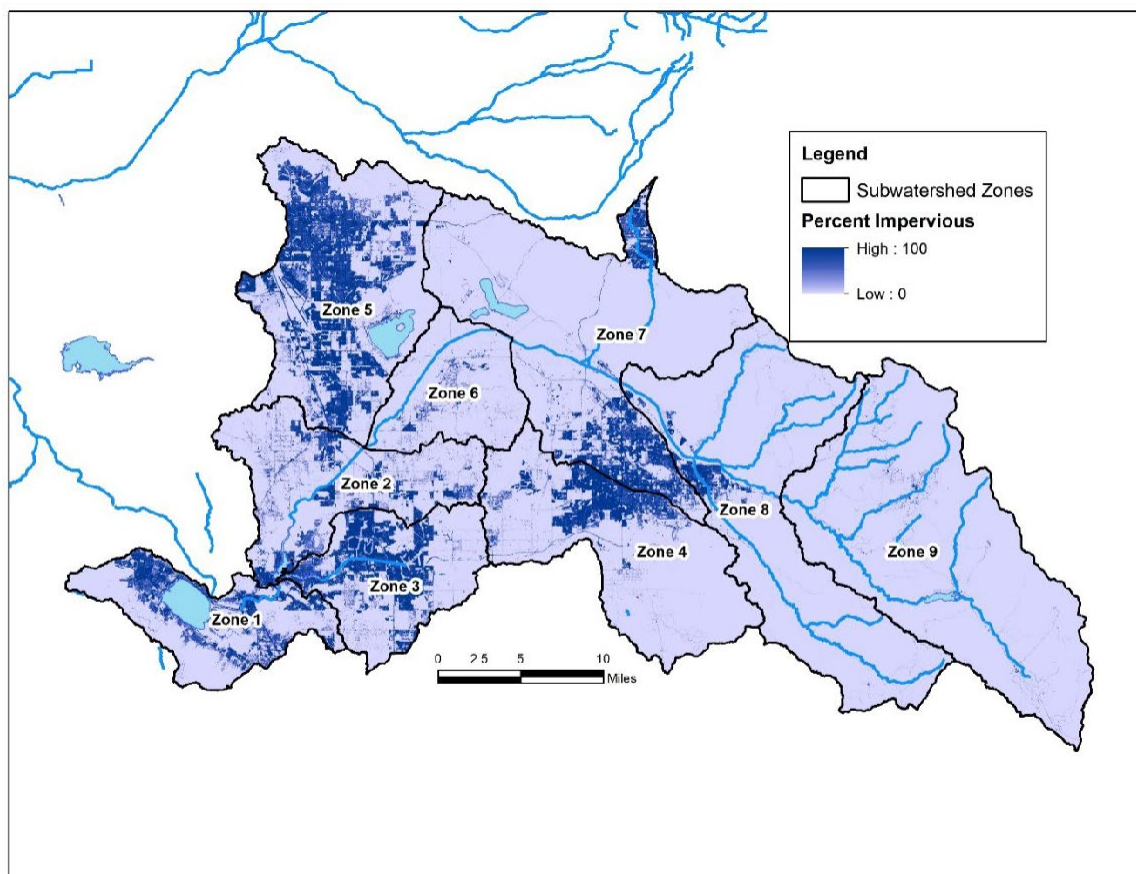 Legend
Subwatershed Zones
Percent Impervious
High : 100
Low : 0
Zone 5
Zone 7
Zone 6
Zone 2
Zone 8
Zone 4
Zone 9
Zone 3
Zone 1
0 2.5 5 10
Miles